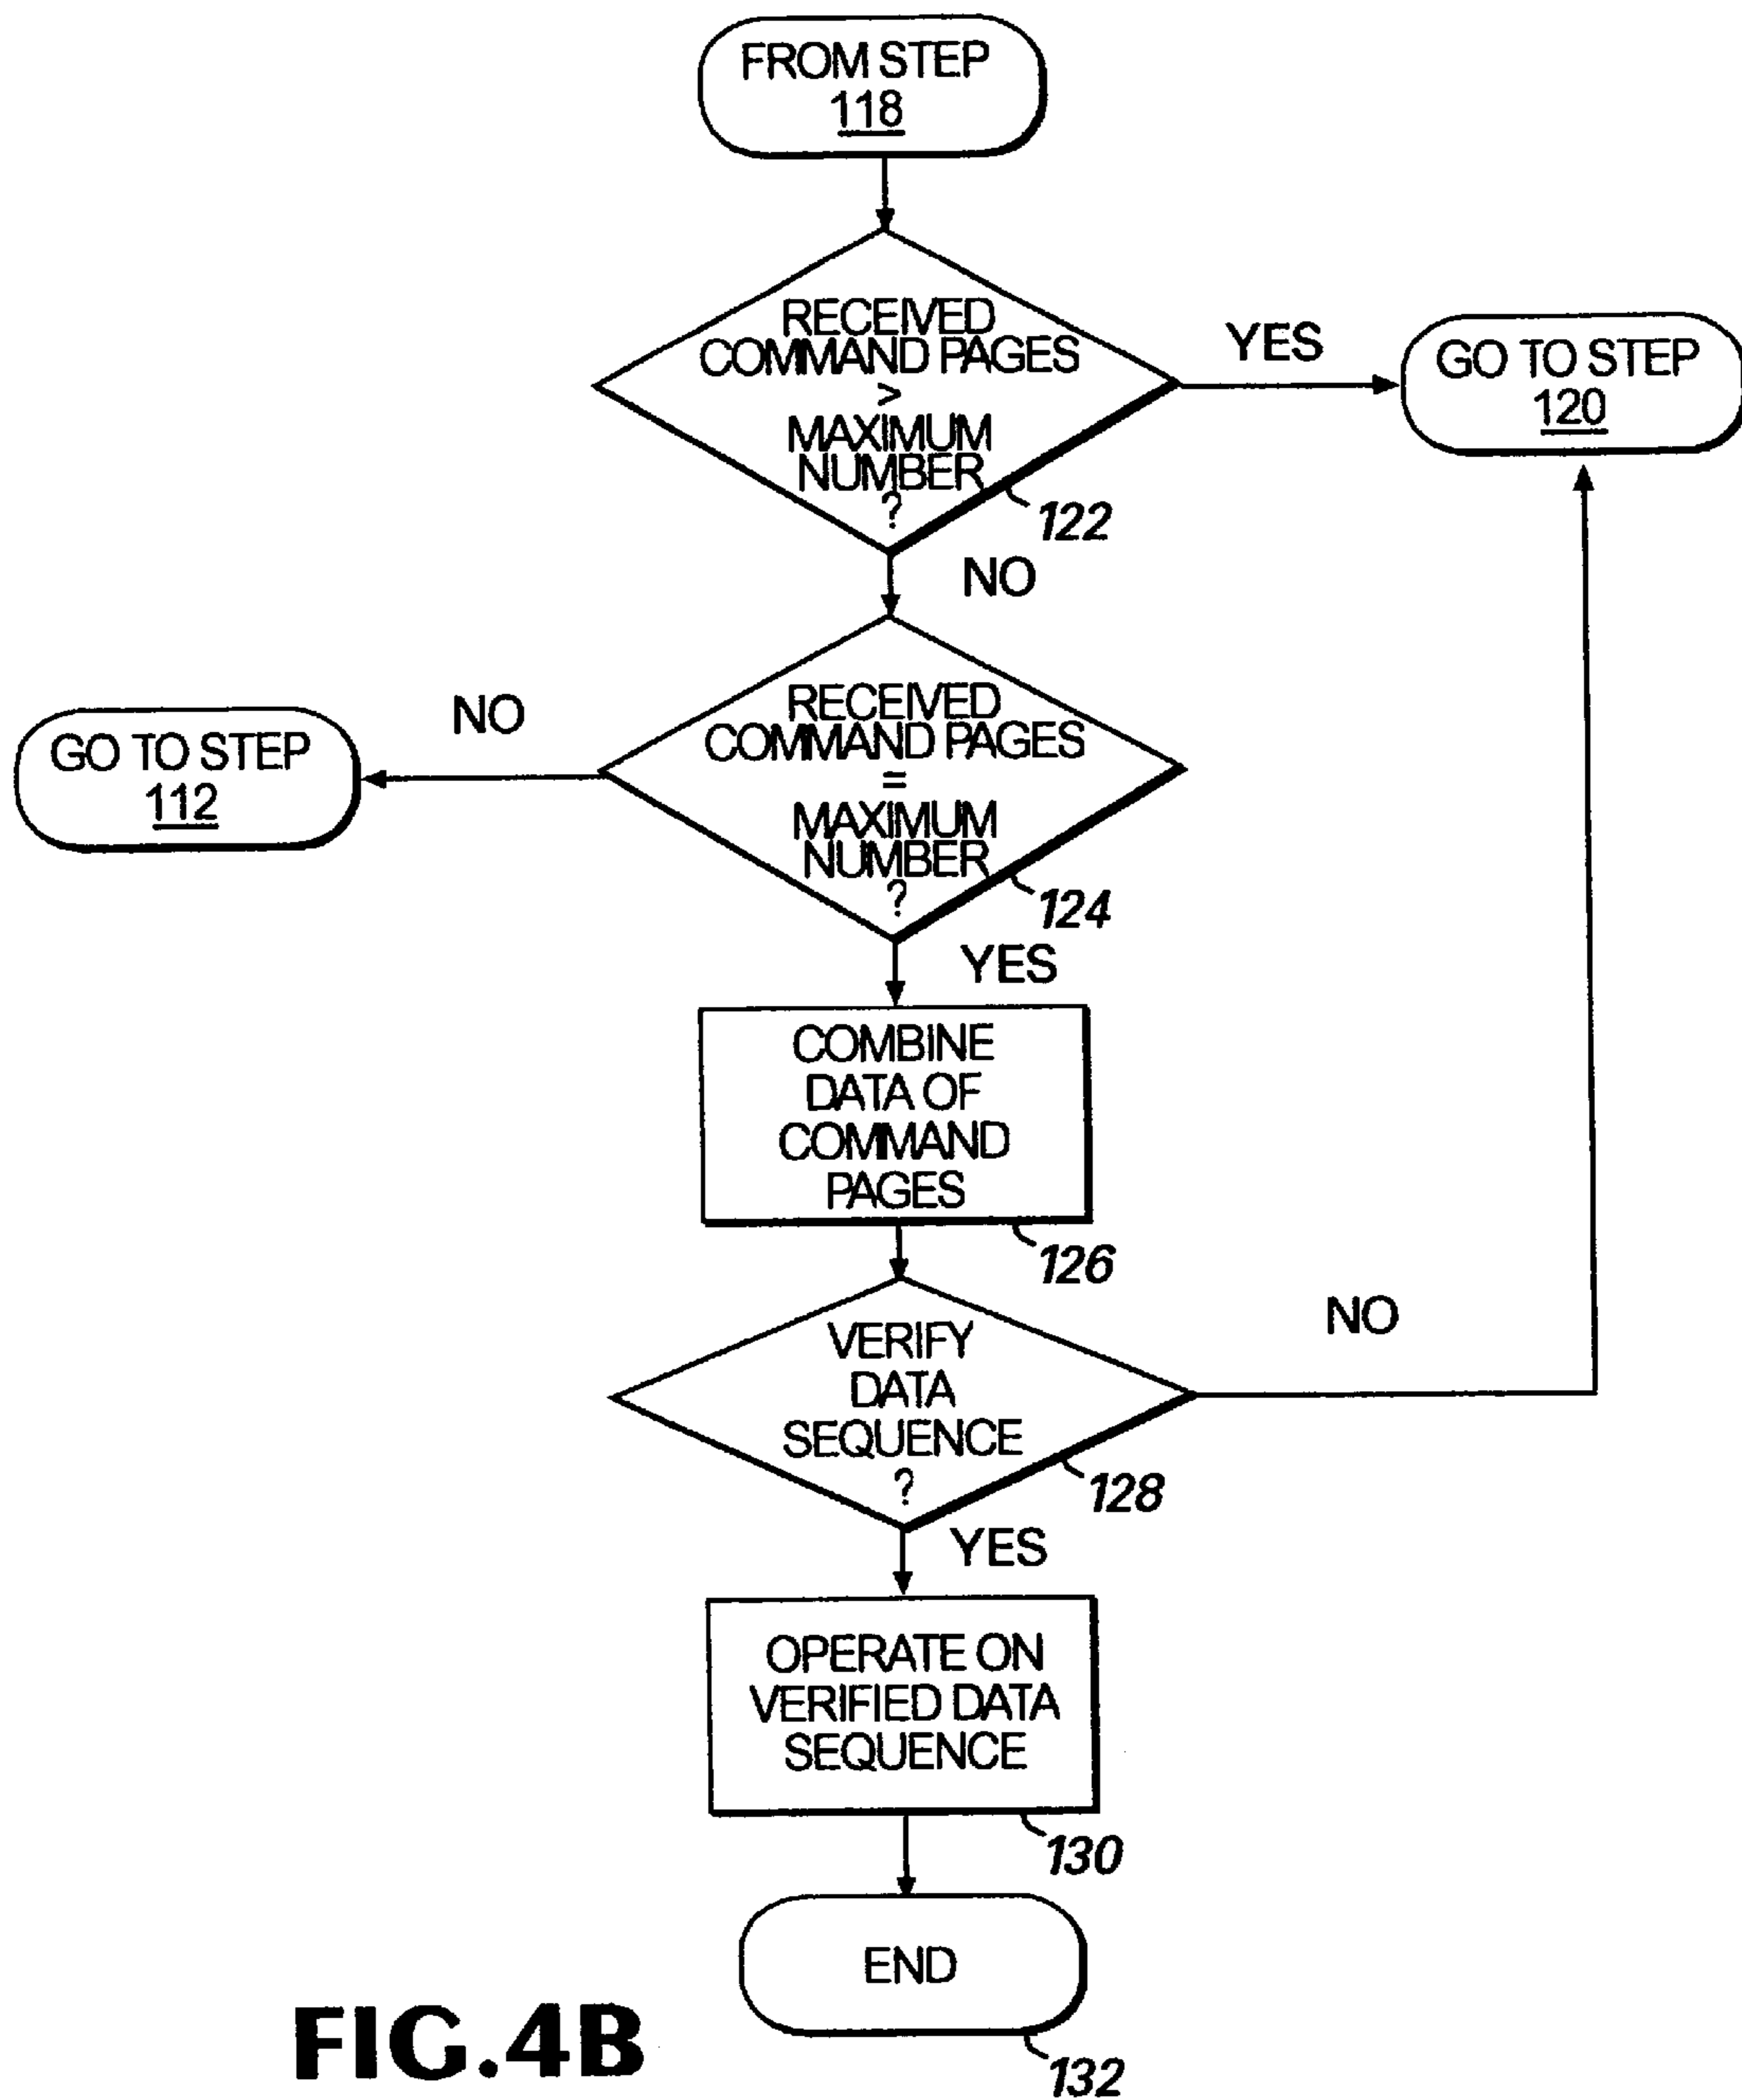 FROM STEP
118
RECEIVED
COMMAND PAGES
>
MAXIMUM
NUMBER
?
122
YES
GO TO STEP
120
NO
RECEIVED
COMMAND PAGES
=
MAXIMUM
NUMBER
?
124
NO
GO TO STEP
112
YES
COMBINE
DATA OF
COMMAND
PAGES
126
VERIFY
DATA
SEQUENCE
?
128
NO
YES
OPERATE ON
VERIFIED DATA
SEQUENCE
130
END
132
FIG.4B